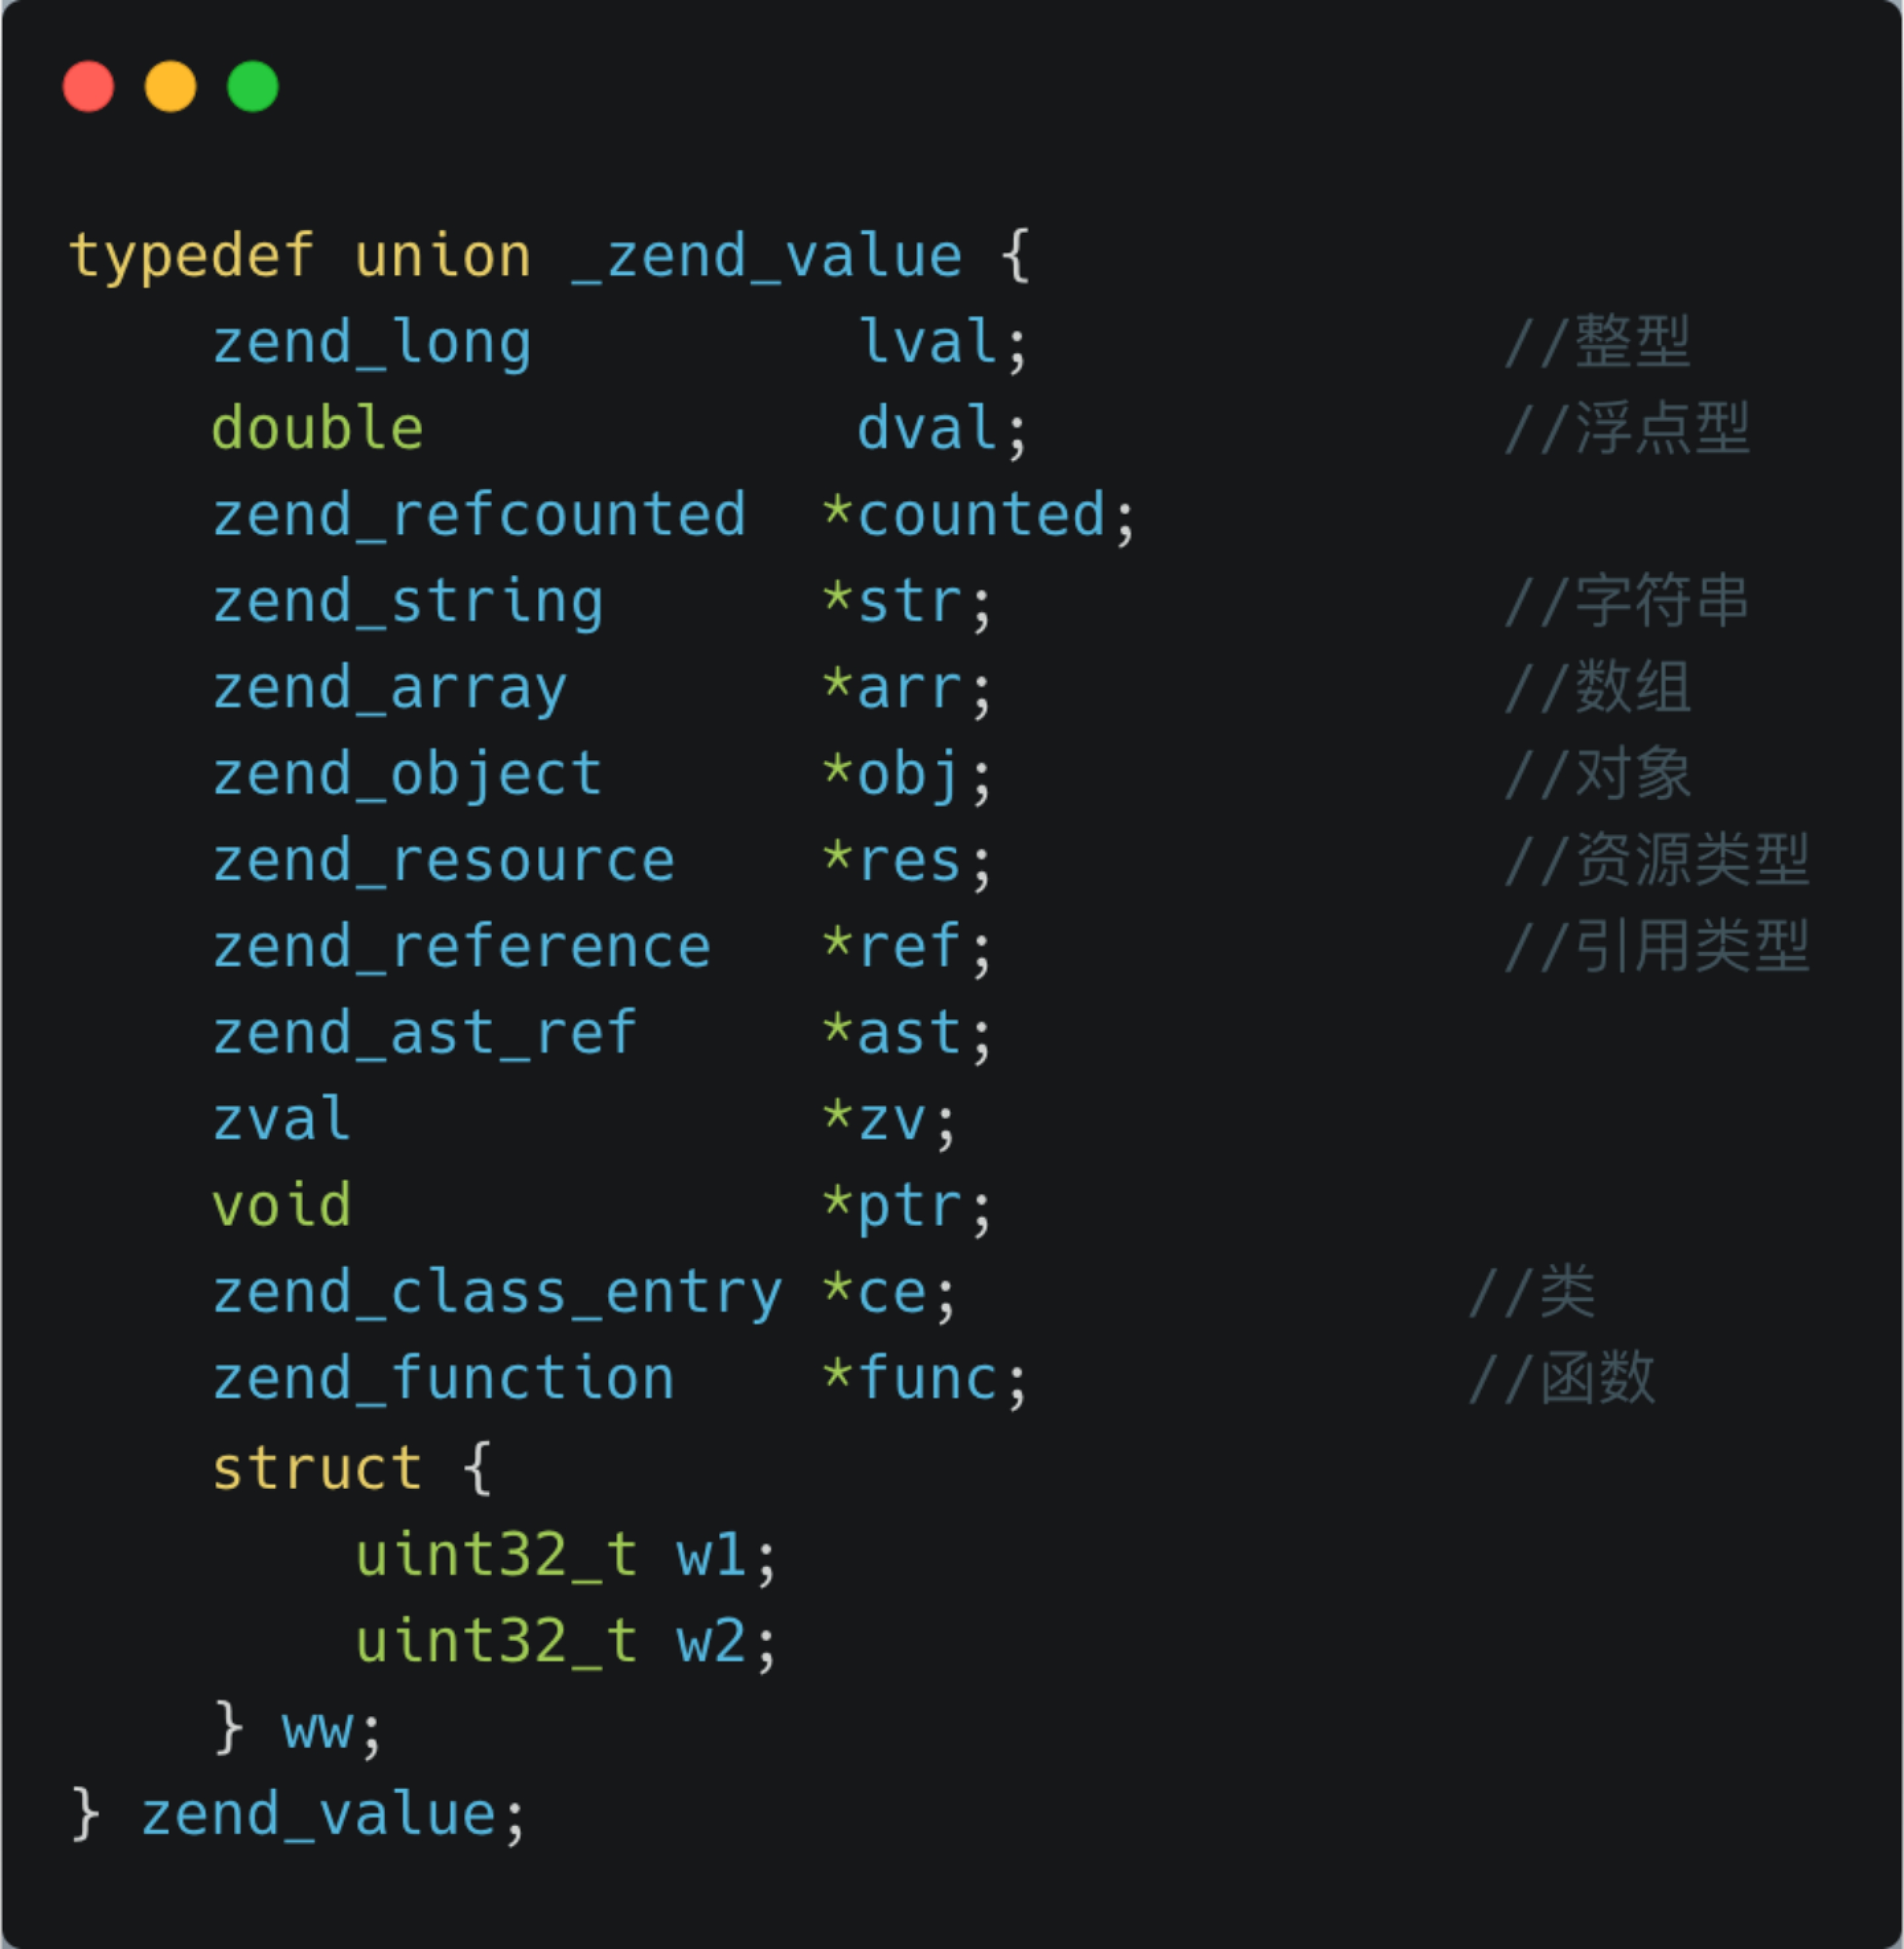 typedef union _zend_value {
    zend_long         lval;             //整型
    double            dval;             //浮点型
    zend_refcounted  *counted;
    zend_string      *str;              //字符串
    zend_array       *arr;              //数组
    zend_object      *obj;              //对象
    zend_resource    *res;              //资源类型
    zend_reference   *ref;              //引用类型
    zend_ast_ref     *ast;
    zval             *zv;
    void             *ptr;
    zend_class_entry *ce;              //类
    zend_function    *func;            //函数
    struct {
        uint32_t w1;
        uint32_t w2;
    } ww;
} zend_value;